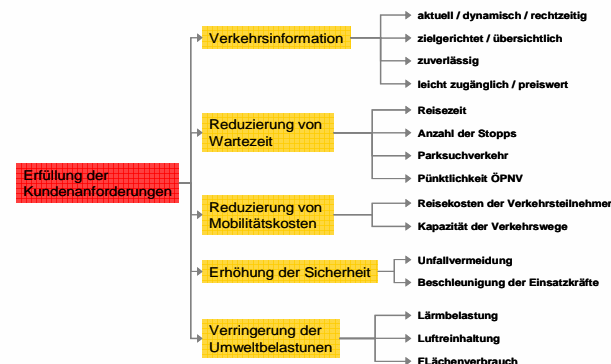 aktuell / dynamisch / rechtzeitig
Verkehrsinformation
zielgerichtet / übersichtlich
zuverlässig
leicht zugänglich / preiswert
Reduzierung von
Wartezeit
Reisezeit
Anzahl der Stopps
Parksuchverkehr
Pünktlichkeit ÖPNV
Erfüllung der
Kundenanforderungen
Reduzierung von
Mobilitätskosten
Reisekosten der Verkehrsteilnehmer
Kapazität der Verkehrswege
Erhöhung der Sicherheit
Unfallvermeidung
Beschleunigung der Einsatzkräfte
Verringerung der
Umweltbelastunen
Lärmbelastung
Luftreinhaltung
FLächenverbrauch